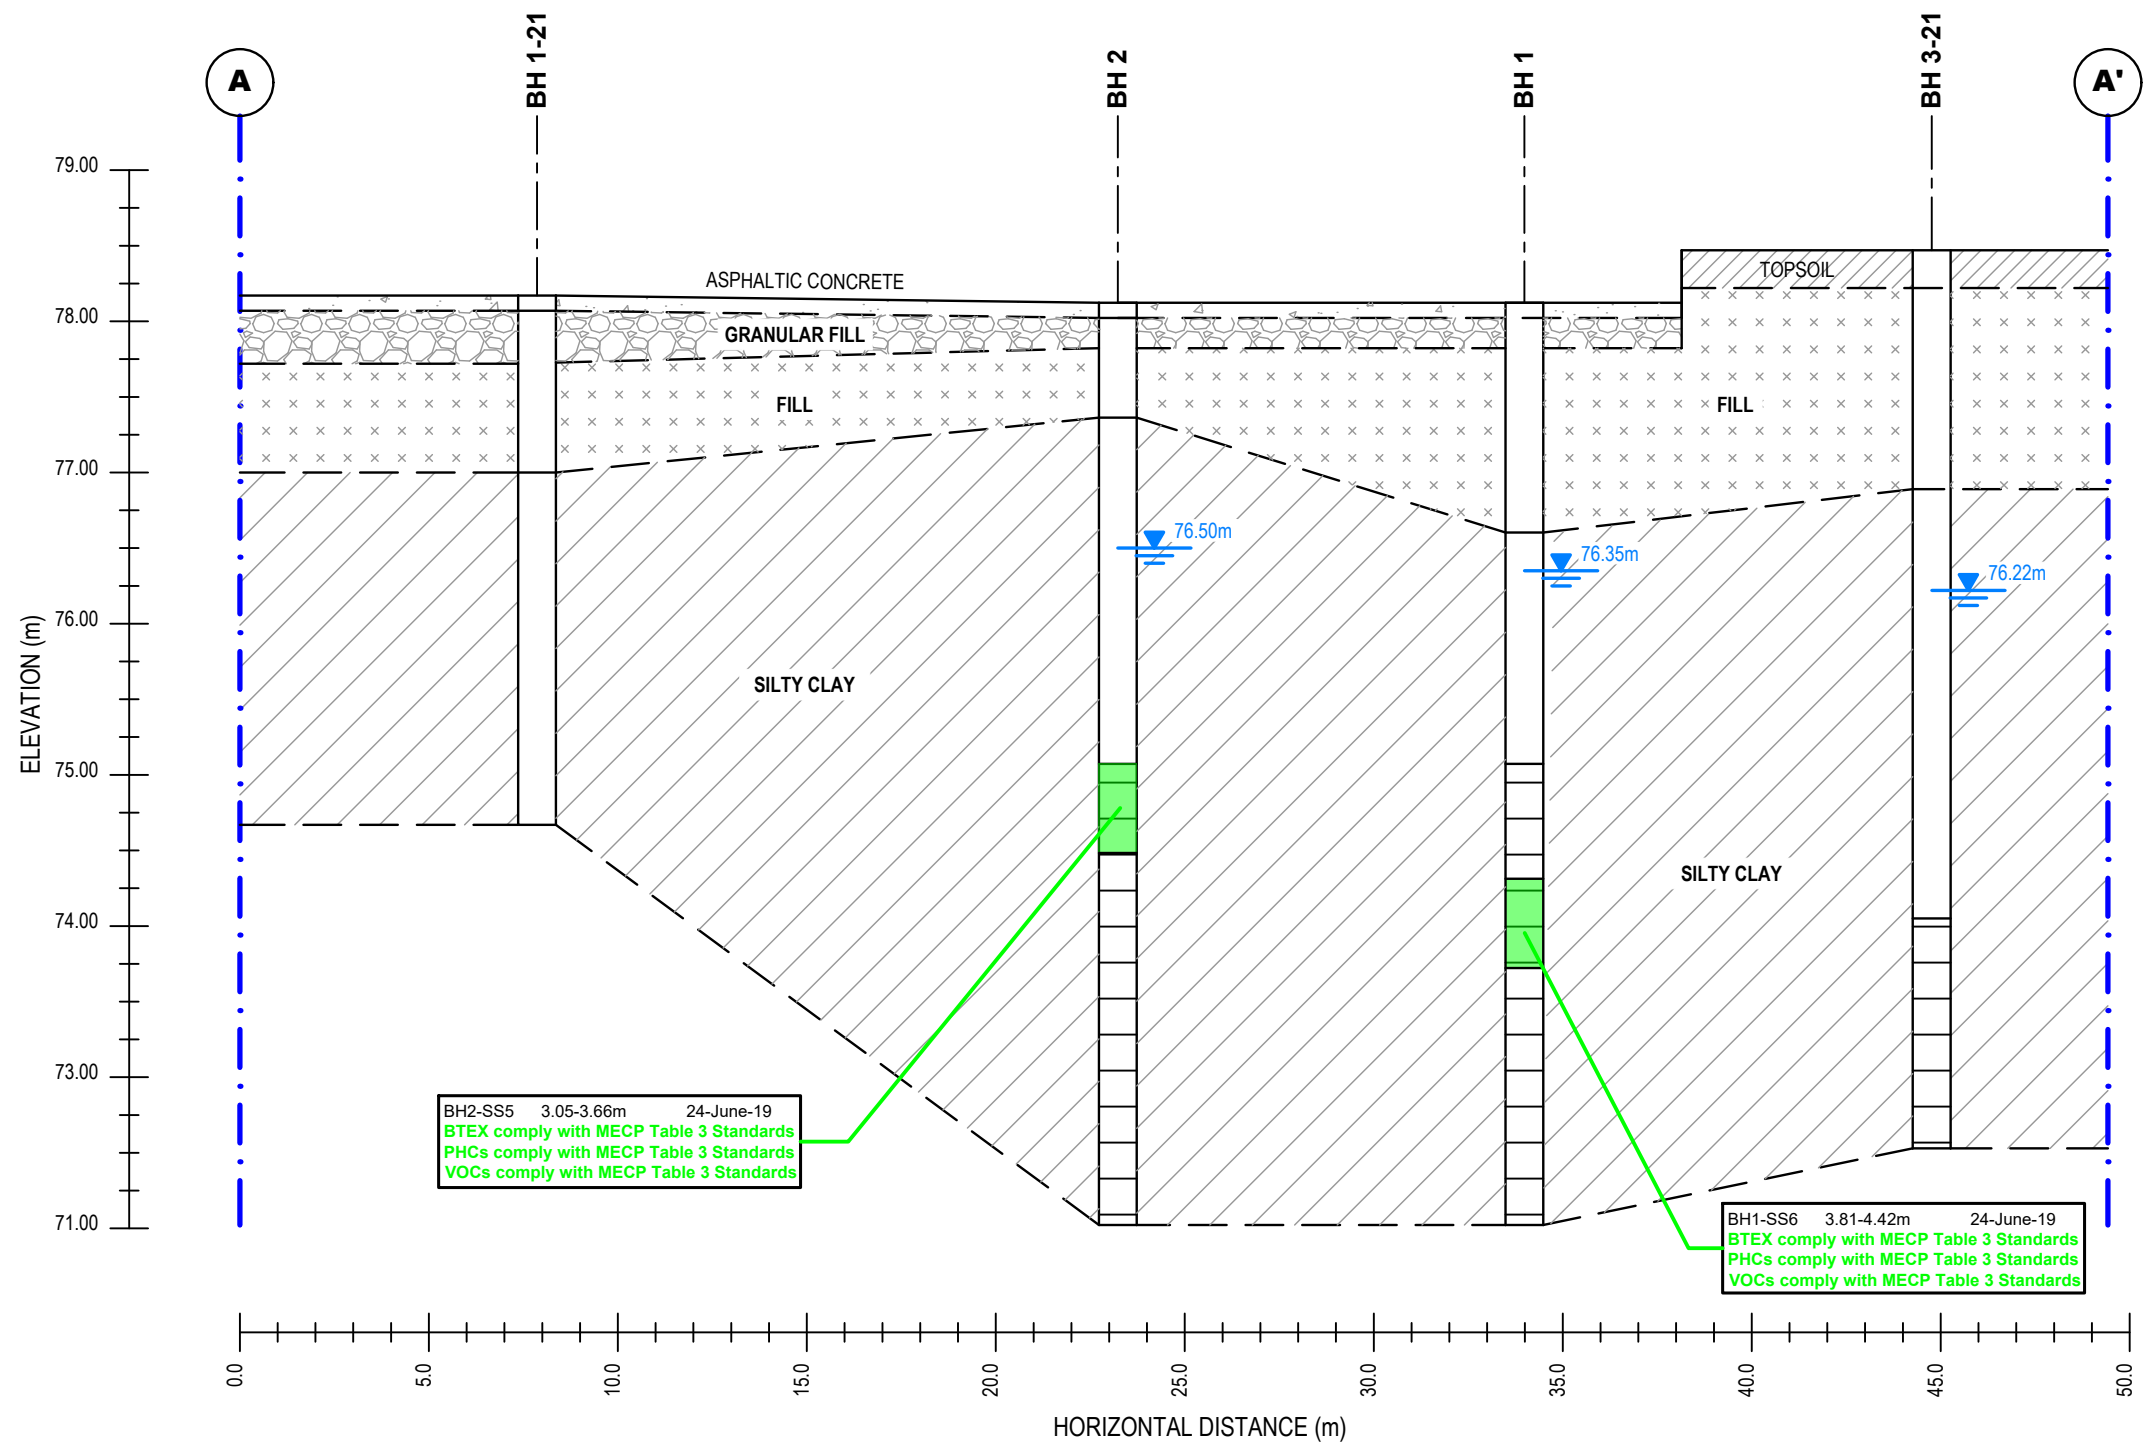 A
BH 1-21
BH 2
BH 1
BH 3-21
A'
79.00
78.00
77.00
76.00
75.00
74.00
73.00
72.00
71.00
ELEVATION (m)
ASPHALTIC CONCRETE
TOPSOIL
GRANULAR FILL
FILL
FILL
76.50m
76.35m
76.22m
SILTY CLAY
SILTY CLAY
BH2-SS5 3.05-3.66m 24-June-19
BTEX comply with MECP Table 3 Standards
PHCs comply with MECP Table 3 Standards
VOCs comply with MECP Table 3 Standards
BH1-SS6 3.81-4.42m 24-June-19
BTEX comply with MECP Table 3 Standards
PHCs comply with MECP Table 3 Standards
VOCs comply with MECP Table 3 Standards
0.0
5.0
10.0
15.0
20.0
25.0
30.0
35.0
40.0
45.0
50.0
HORIZONTAL DISTANCE (m)